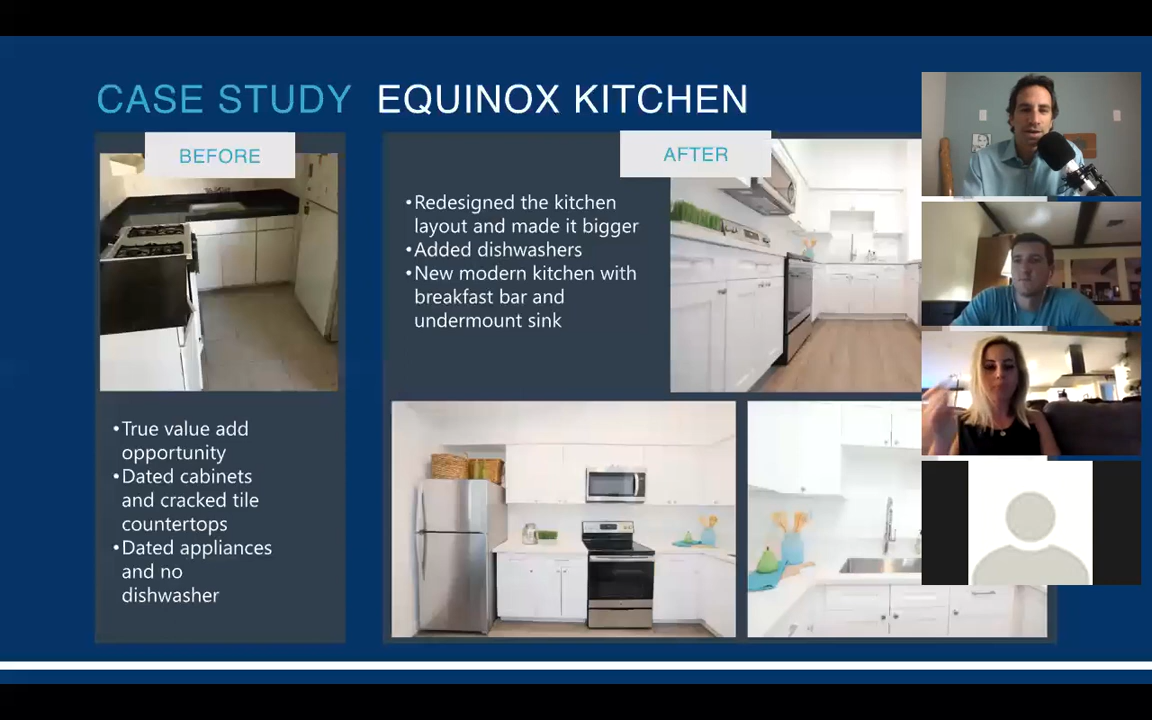 CASE STUDY EQUINOX KITCHEN
BEFORE
•True value add
opportunity
•Dated cabinets
and cracked tile
countertops
•Dated appliances
and no
dishwasher
AFTER
•Redesigned the kitchen
layout and made it bigger
•Added dishwashers
•New modern kitchen with
breakfast bar and
undermount sink